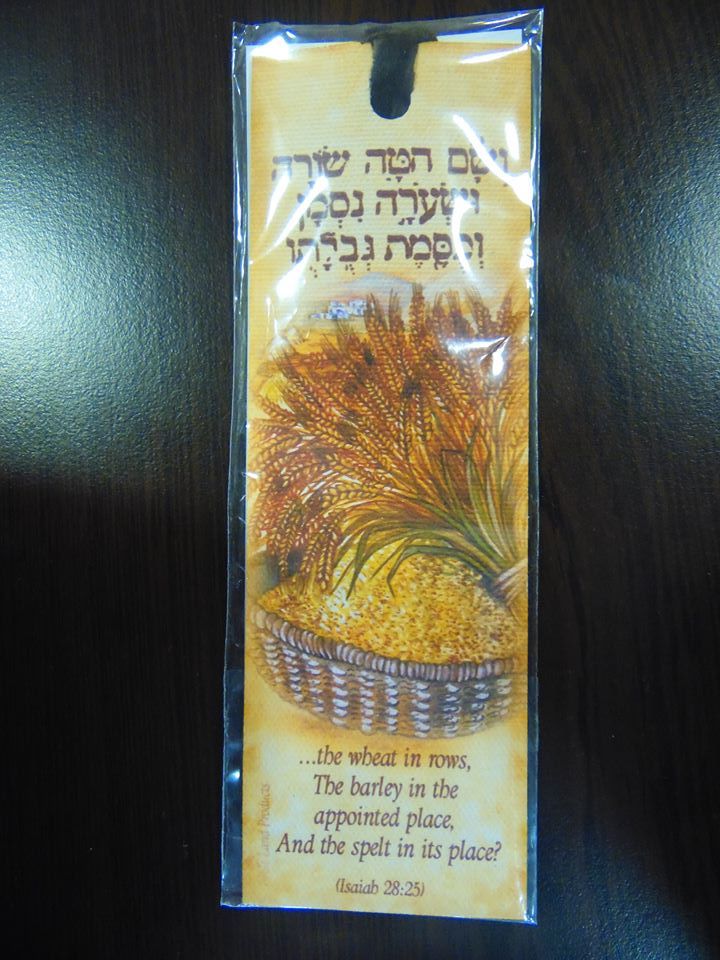 וְשָׂם חִטָּה שׂוֹרָה
וּשְׂעֹרָה נִסְמָן
וְכֻסֶּמֶת גְּבֻלָתוֹ
...the wheat in rows,
The barley in the
appointed place,
And the spelt in its place?
(Isaiah 28:25)
Products